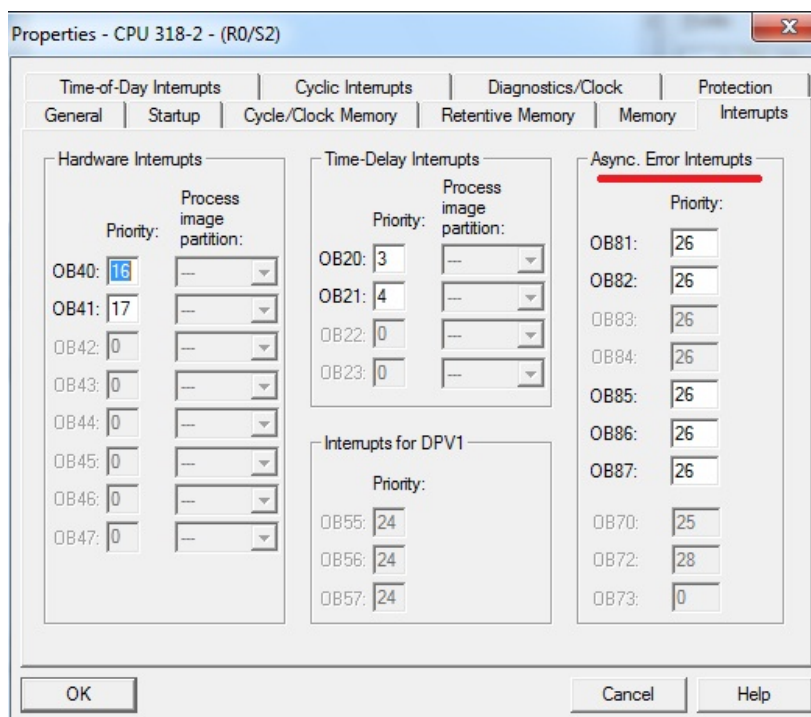 Properties - CPU 318-2 - (R0/S2)
Time-of-Day Interrupts Cyclic Interrupts Diagnostics/Clock Protection
General Startup Cycle/Clock Memory Retentive Memory Memory Interrupts
Hardware Interrupts
Priority:
Process
image
partition:
OB40: 16 ---
OB41: 17 ---
OB42: 0 ---
OB43: 0 ---
OB44: 0 ---
OB45: 0 ---
OB46: 0 ---
OB47: 0 ---
Time-Delay Interrupts
Priority:
Process
image
partition:
OB20: 3 ---
OB21: 4 ---
OB22: 0 ---
OB23: 0 ---
Interrupts for DPV1
Priority:
OB55: 24
OB56: 24
OB57: 24
Async. Error Interrupts
Priority:
OB81: 26
OB82: 26
OB83: 26
OB84: 26
OB85: 26
OB86: 26
OB87: 26
OB70: 25
OB72: 28
OB73: 0
OK Cancel Help